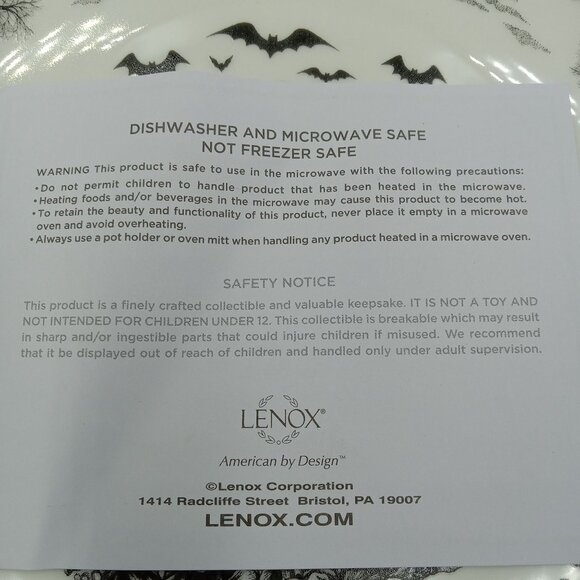 DISHWASHER AND MICROWAVE SAFE
NOT FREEZER SAFE
WARNING This product is safe to use in the microwave with the following precautions:
• Do not permit children to handle product that has been heated in the microwave.
• Heating foods and/or beverages in the microwave may cause this product to become hot.
• To retain the beauty and functionality of this product, never place it empty in a microwave
oven and avoid overheating.
• Always use a pot holder or oven mitt when handling any product heated in a microwave oven.
SAFETY NOTICE
This product is a finely crafted collectible and valuable keepsake. IT IS NOT A TOY AND
NOT INTENDED FOR CHILDREN UNDER 12. This collectible is breakable which may result
in sharp and/or ingestible parts that could injure children if misused. We recommend
that it be displayed out of reach of children and handled only under adult supervision.
LENOX®
American by Design™
©Lenox Corporation
1414 Radcliffe Street Bristol, PA 19007
LENOX.COM